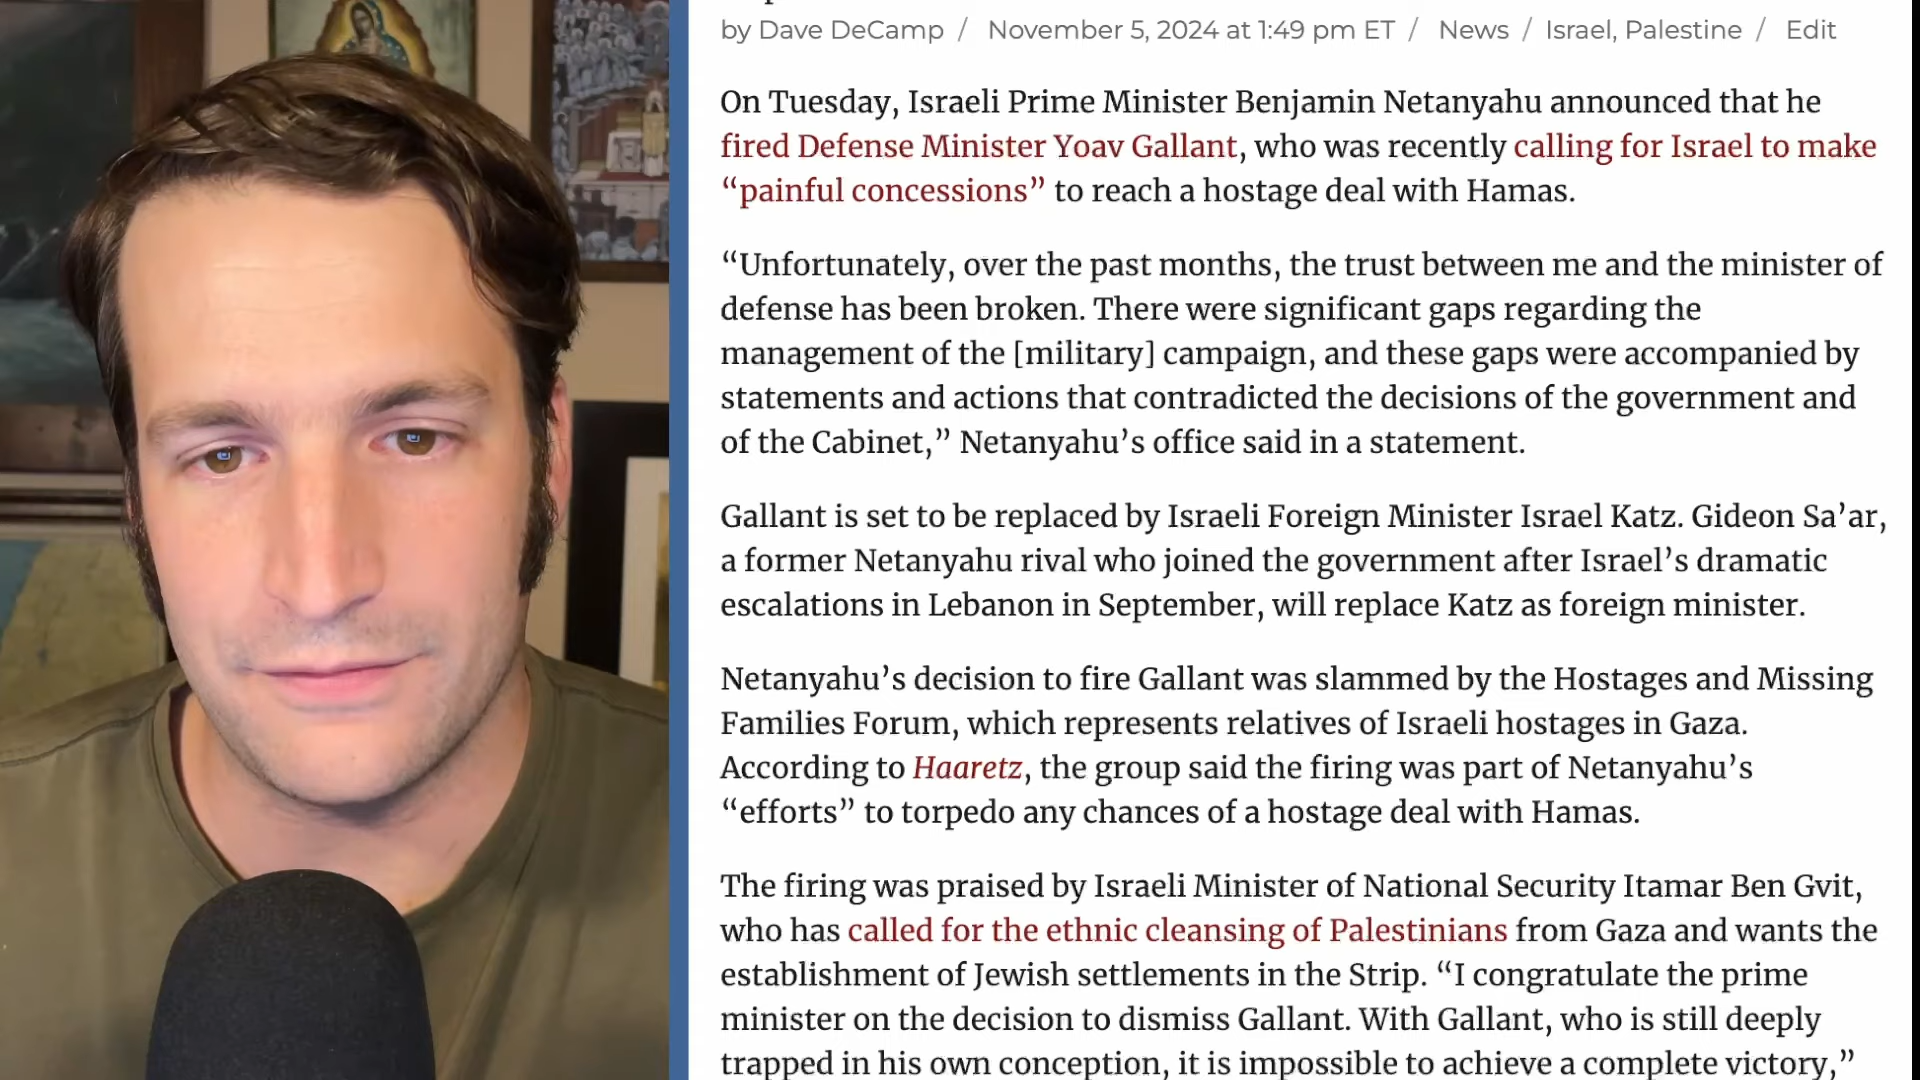 by Dave DeCamp / November 5, 2024 at 1:49 pm ET / News / Israel, Palestine / Edit
On Tuesday, Israeli Prime Minister Benjamin Netanyahu announced that he
fired Defense Minister Yoav Gallant, who was recently calling for Israel to make
“painful concessions” to reach a hostage deal with Hamas.
“Unfortunately, over the past months, the trust between me and the minister of
defense has been broken. There were significant gaps regarding the
management of the [military] campaign, and these gaps were accompanied by
statements and actions that contradicted the decisions of the government and
of the Cabinet,” Netanyahu’s office said in a statement.
Gallant is set to be replaced by Israeli Foreign Minister Israel Katz. Gideon Sa’ar,
a former Netanyahu rival who joined the government after Israel’s dramatic
escalations in Lebanon in September, will replace Katz as foreign minister.
Netanyahu’s decision to fire Gallant was slammed by the Hostages and Missing
Families Forum, which represents relatives of Israeli hostages in Gaza.
According to Haaretz, the group said the firing was part of Netanyahu’s
“efforts” to torpedo any chances of a hostage deal with Hamas.
The firing was praised by Israeli Minister of National Security Itamar Ben Gvit,
who has called for the ethnic cleansing of Palestinians from Gaza and wants the
establishment of Jewish settlements in the Strip. “I congratulate the prime
minister on the decision to dismiss Gallant. With Gallant, who is still deeply
trapped in his own conception, it is impossible to achieve a complete victory,”